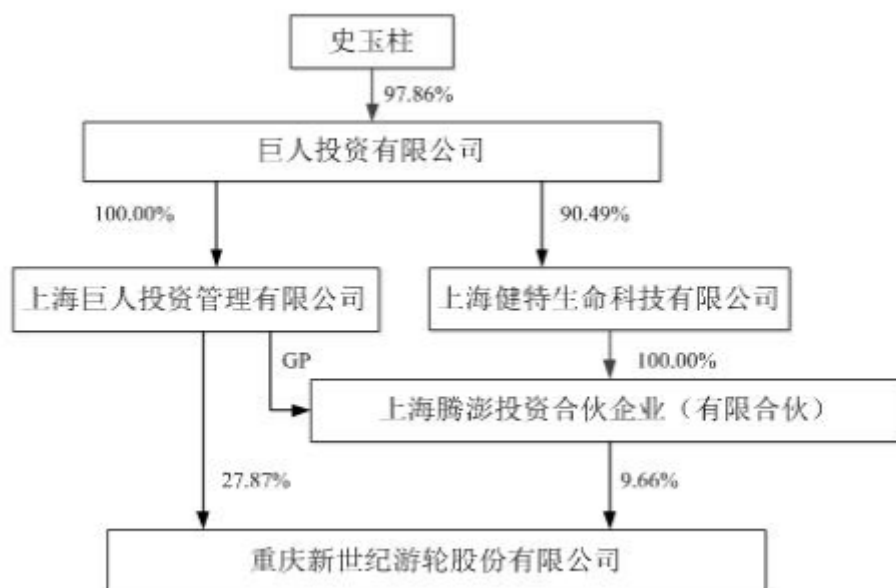 史玉柱
97.86%
巨人投资有限公司
100.00%
90.49%
上海巨人投资管理有限公司
上海健特生命科技有限公司
GP
100.00%
上海腾澎投资合伙企业（有限合伙）
27.87%
9.66%
重庆新世纪游轮股份有限公司